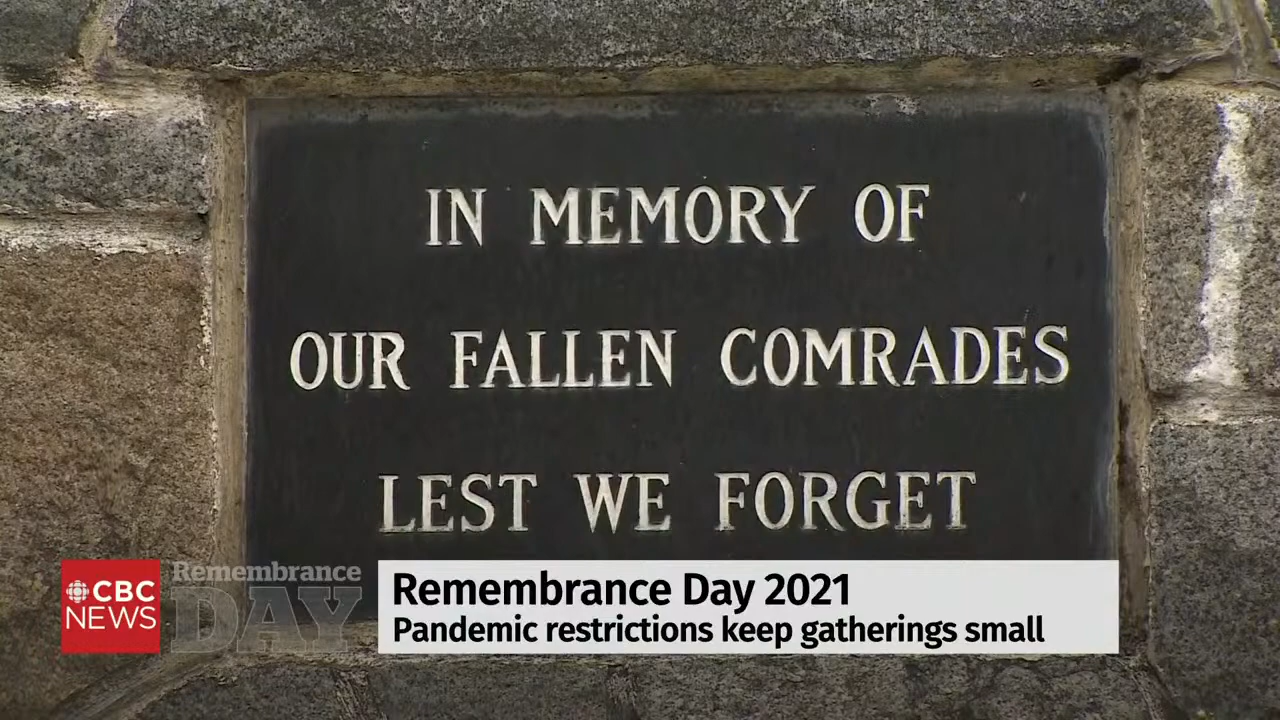 IN MEMORY OF
OUR FALLEN COMRADES
LEST WE FORGET
CBC
NEWS
Remembrance
DAY
Remembrance Day 2021
Pandemic restrictions keep gatherings small